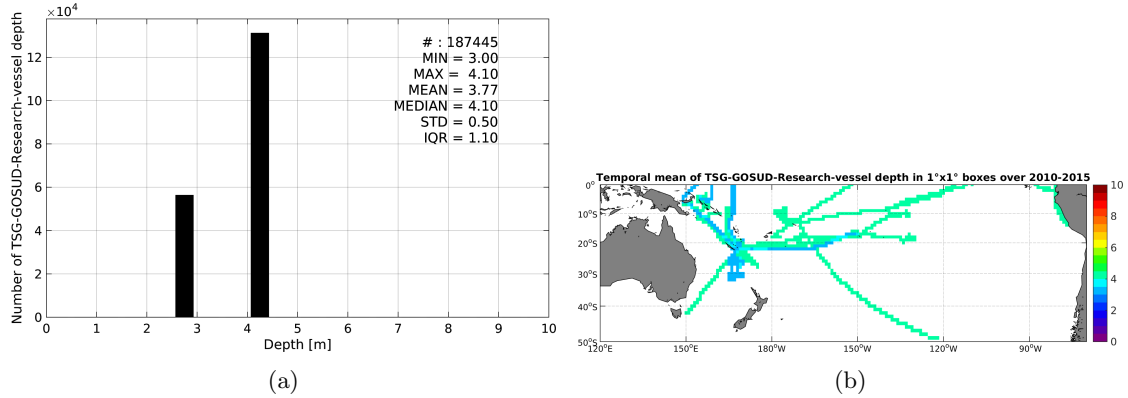 ×10⁴
Number of TSG-GOSUD-Research-vessel depth
12
10
8
6
4
2
0
# : 187445
MIN = 3.00
MAX = 4.10
MEAN = 3.77
MEDIAN = 4.10
STD = 0.50
IQR = 1.10
0 1 2 3 4 5 6 7 8 9 10
Depth [m]
(a)
Temporal mean of TSG-GOSUD-Research-vessel depth in 1°x1° boxes over 2010-2015
0°
10°S
20°S
30°S
40°S
50°S
120°E 150°E 180°W 150°W 120°W 90°W
10
8
6
4
2
0
(b)